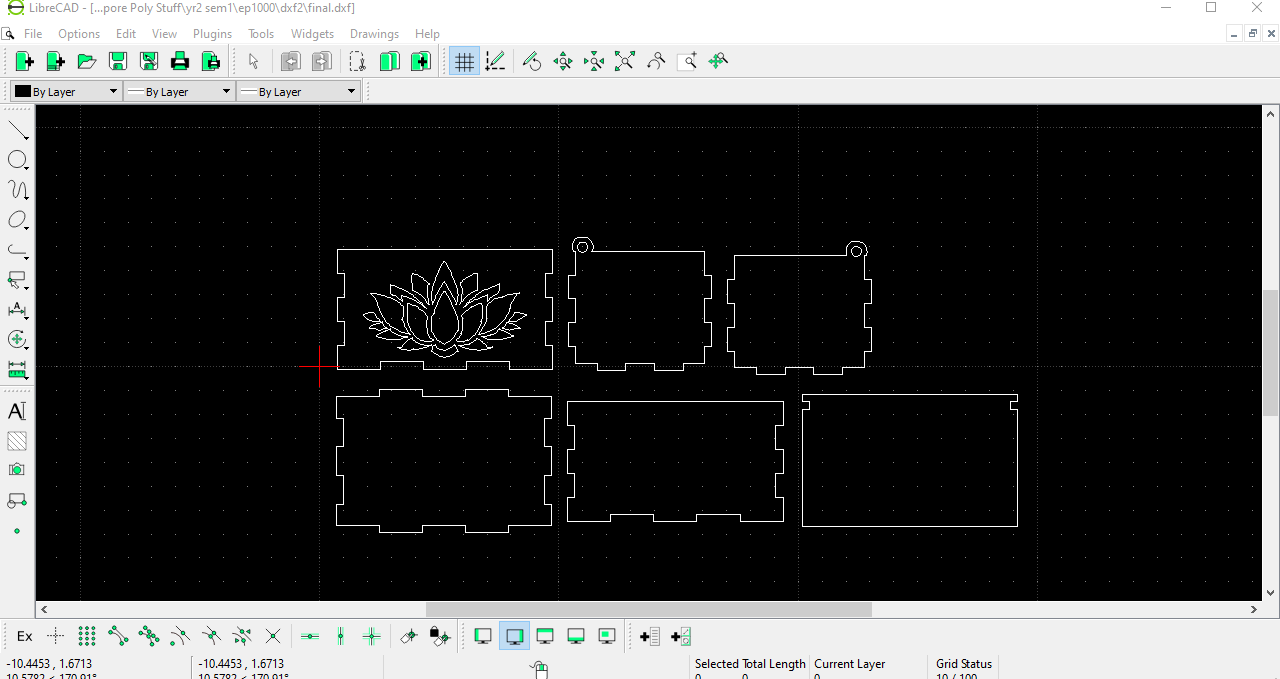 LibreCAD - [...pore Poly Stuff\yr2 sem1\ep1000\dxf2\final.dxf]
File Options Edit View Plugins Tools Widgets Drawings Help
By Layer By Layer By Layer
A
A
Ex
-10.4453 , 1.6713 -10.4453 , 1.6713 Selected Total Length Current Layer Grid Status
10.5782 < 170.91° 10.5782 < 170.91° 0 0 0 10 / 100